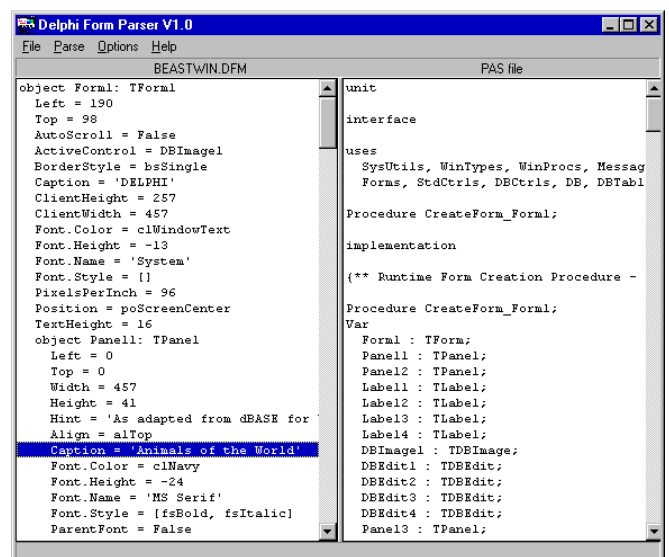 Delphi Form Parser V1.0
File Parse Options Help
BEASTWIN.DFM
object Form1: TForm1
Left = 190
Top = 98
AutoScroll = False
ActiveControl = DBImage1
BorderStyle = bsSingle
Caption = 'DELPHI'
ClientHeight = 257
ClientWidth = 457
Font.Color = clWindowText
Font.Height = -13
Font.Name = 'System'
Font.Style = []
PixelsPerInch = 96
Position = poScreenCenter
TextHeight = 16
object Panel1: TPanel
Left = 0
Top = 0
Width = 457
Height = 41
Hint = 'As adapted from dBASE for
Align = alTop
Caption = 'Animals of the World'
Font.Color = clNavy
Font.Height = -24
Font.Name = 'MS Serif'
Font.Style = [fsBold, fsItalic]
ParentFont = False
PAS file
unit
interface
uses
SysUtils, WinTypes, WinProcs, Messag
Forms, StdCtrls, DBCtrls, DB, DBTabl
Procedure CreateForm_Form1;
implementation
{** Runtime Form Creation Procedure -
Procedure CreateForm_Form1;
Var
Form1 : TForm;
Panel1 : TPanel;
Panel2 : TPanel;
Label1 : TLabel;
Label2 : TLabel;
Label3 : TLabel;
Label4 : TLabel;
DBImage1 : TDBImage;
DBEdit1 : TDBEdit;
DBEdit2 : TDBEdit;
DBEdit3 : TDBEdit;
DBEdit4 : TDBEdit;
Panel3 : TPanel;